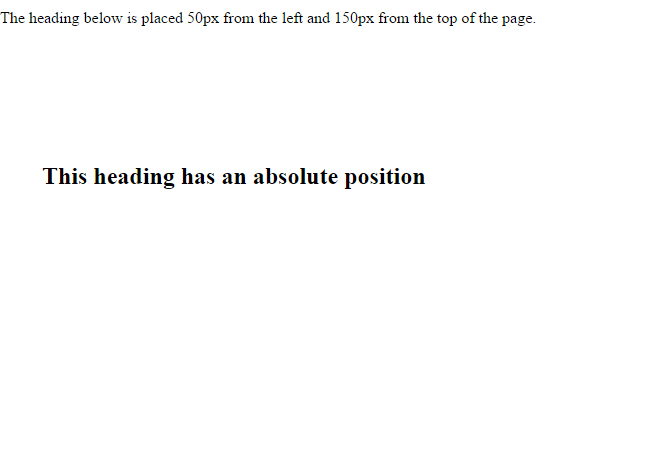 The heading below is placed 50px from the left and 150px from the top of the page.
This heading has an absolute position